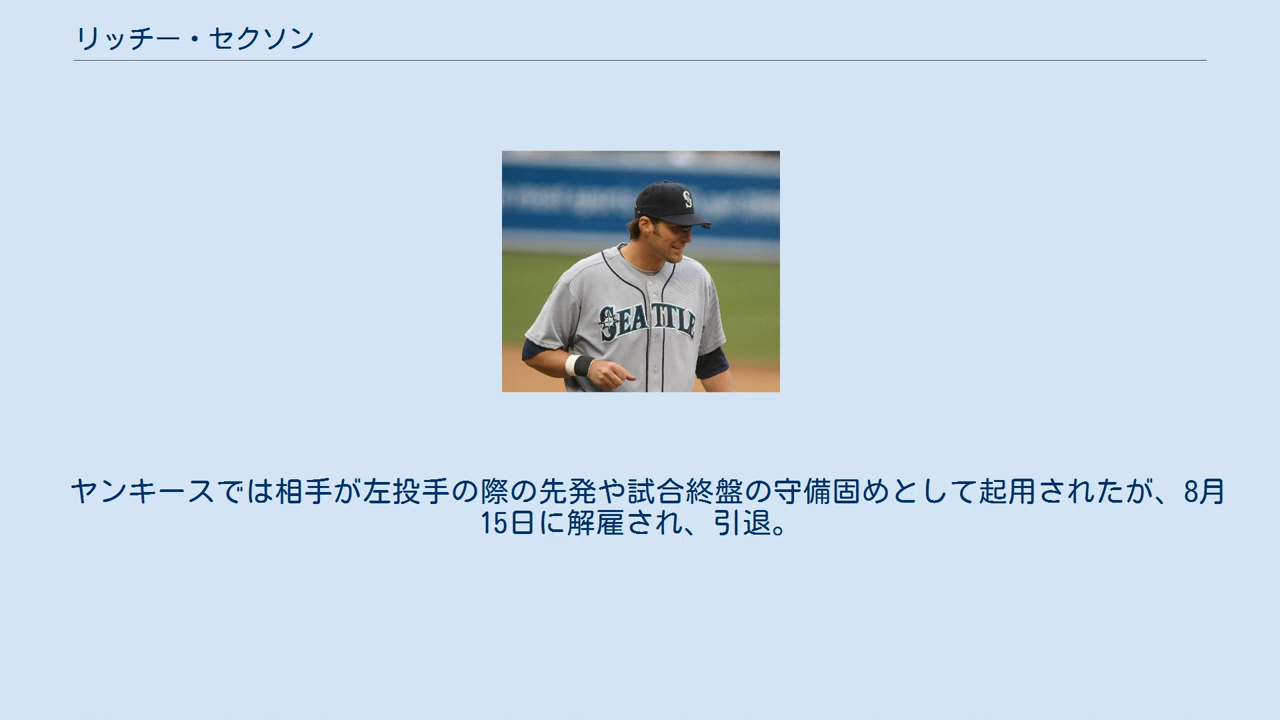 リッチー・セクソン
S
SEATTLE
ヤンキースでは相手が左投手の際の先発や試合終盤の守備固めとして起用されたが、8月
15日に解雇され、引退。